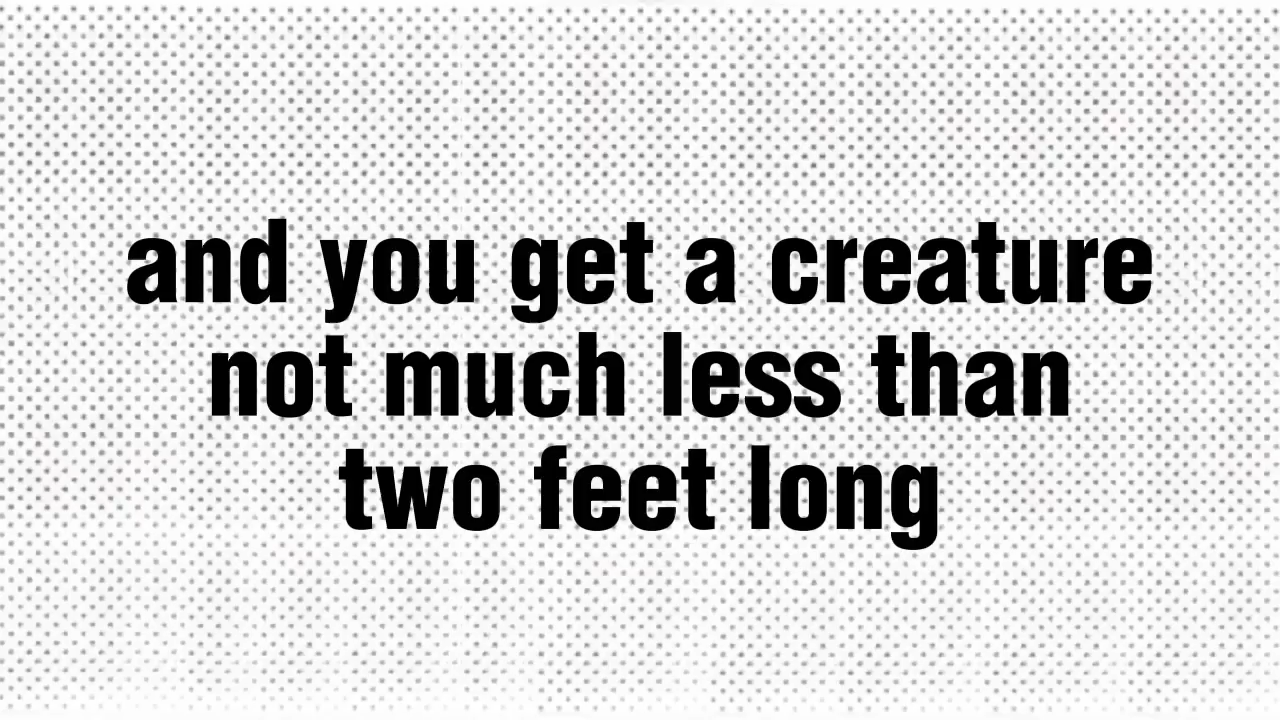 and you get a creature
not much less than
two feet long